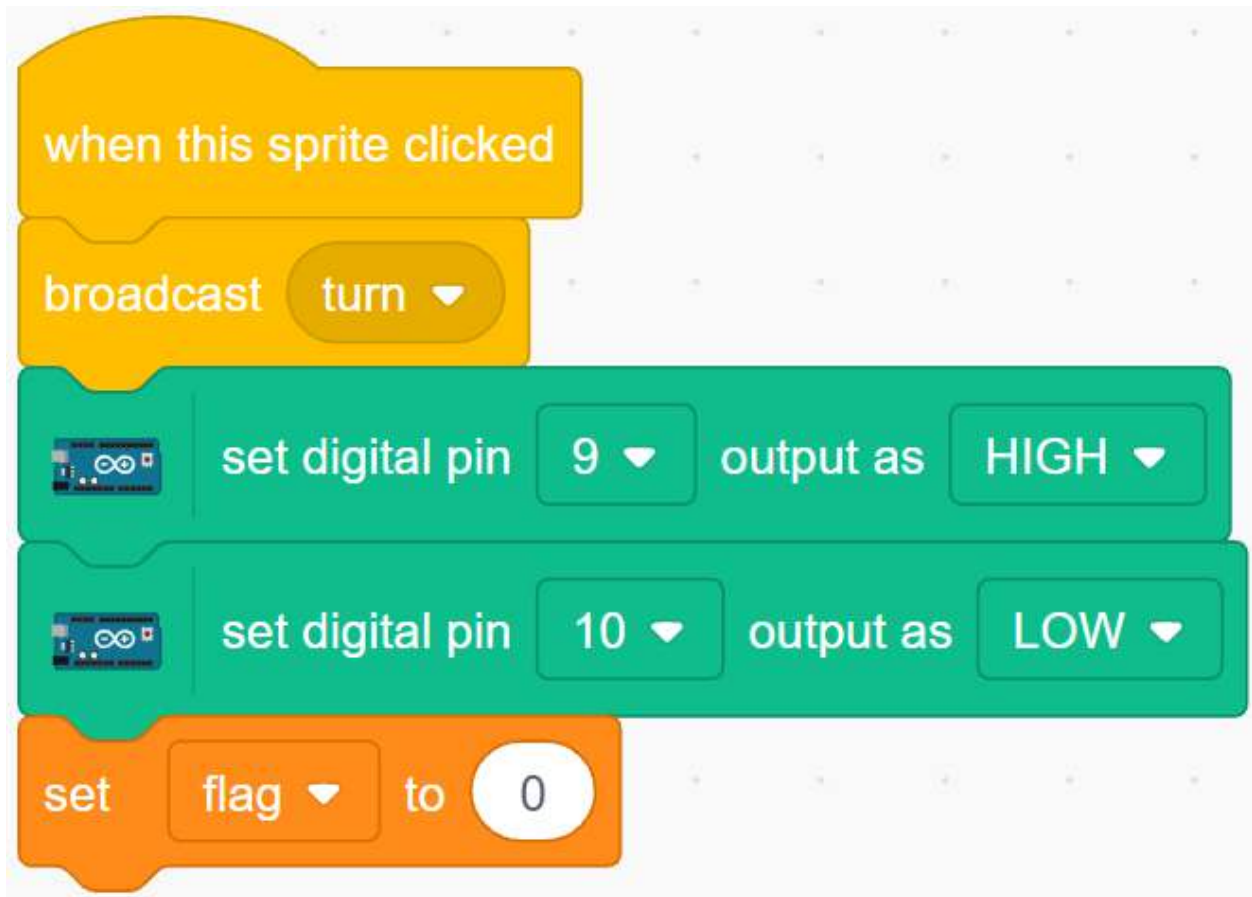 when this sprite clicked
broadcast turn
set digital pin 9 output as HIGH
set digital pin 10 output as LOW
set flag to 0